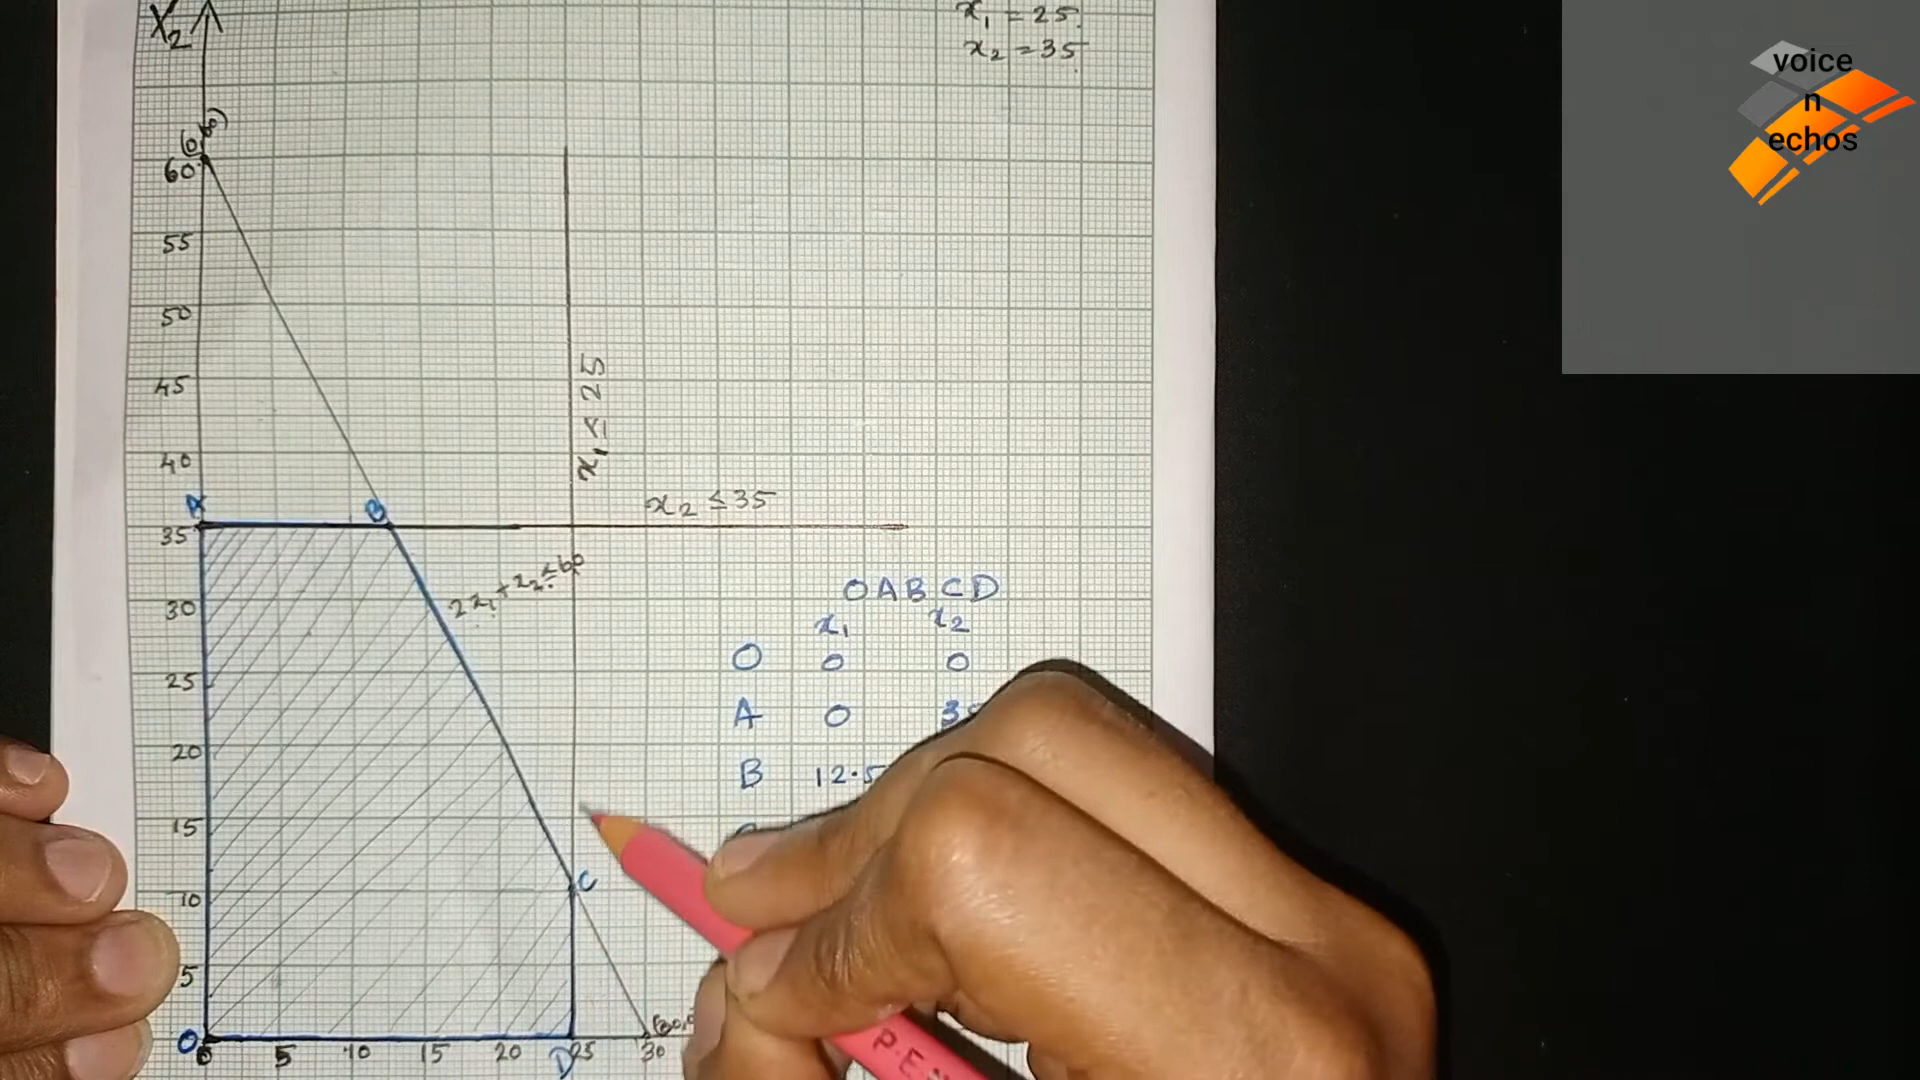 X₂
x₁ = 25
x₂ = 35
voice
n
echos
(0,60)
60
55
50
45
x₁ ≤ 25
40
A
B
x₂ ≤ 35
35
2x₁ + x₂ ≤ 60
O A B C D
30
x₁ x₂
O 0 0
25
A 0 35
20
B 12.5
15
C
10
5
O
0 5 10 15 20 25 30
D